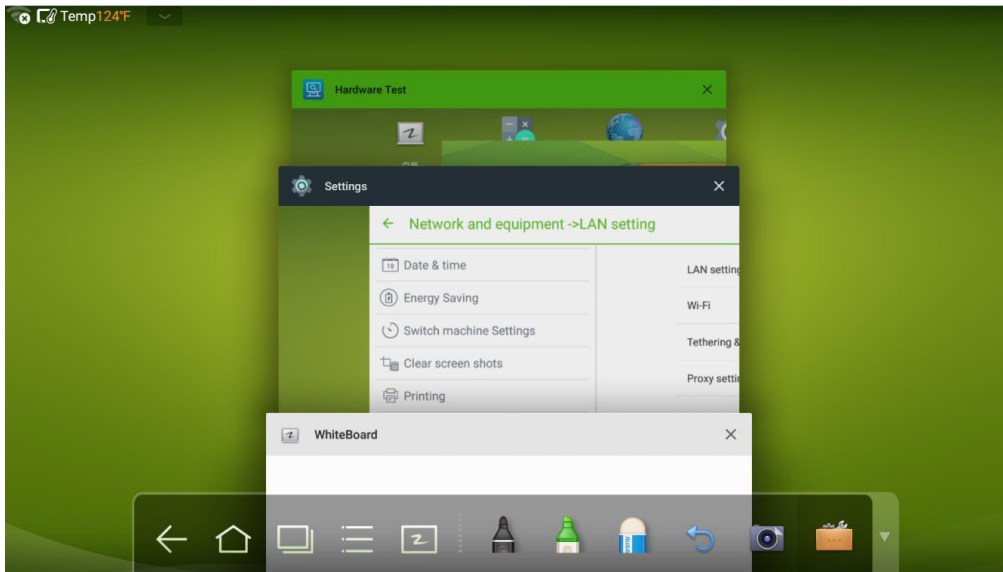 Temp124°F
Hardware Test
Settings
Network and equipment ->LAN setting
Date & time
LAN setting
Energy Saving
Wi-Fi
Switch machine Settings
Tethering &
Clear screen shots
Proxy settin
Printing
WhiteBoard